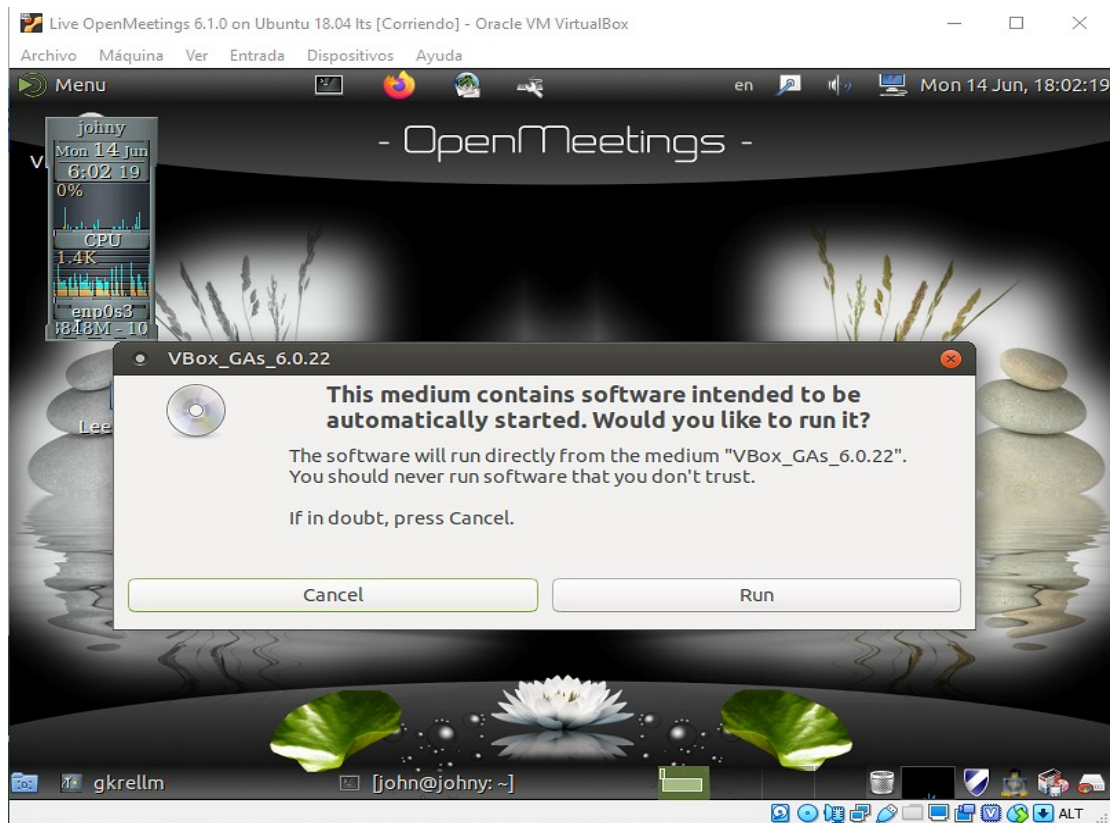 Live OpenMeetings 6.1.0 on Ubuntu 18.04 lts [Corriendo] - Oracle VM VirtualBox
Archivo Máquina Ver Entrada Dispositivos Ayuda
Menu en Mon 14 Jun, 18:02:19
- OpenMeetings -
johny
Mon 14 Jun
6:02 19
0%
CPU
1.4K
enp0s3
848M - 10
VBox_GAs_6.0.22
This medium contains software intended to be
automatically started. Would you like to run it?
The software will run directly from the medium "VBox_GAs_6.0.22".
You should never run software that you don't trust.
If in doubt, press Cancel.
Lee
Cancel Run
gkrellm [john@johny: ~]
ALT